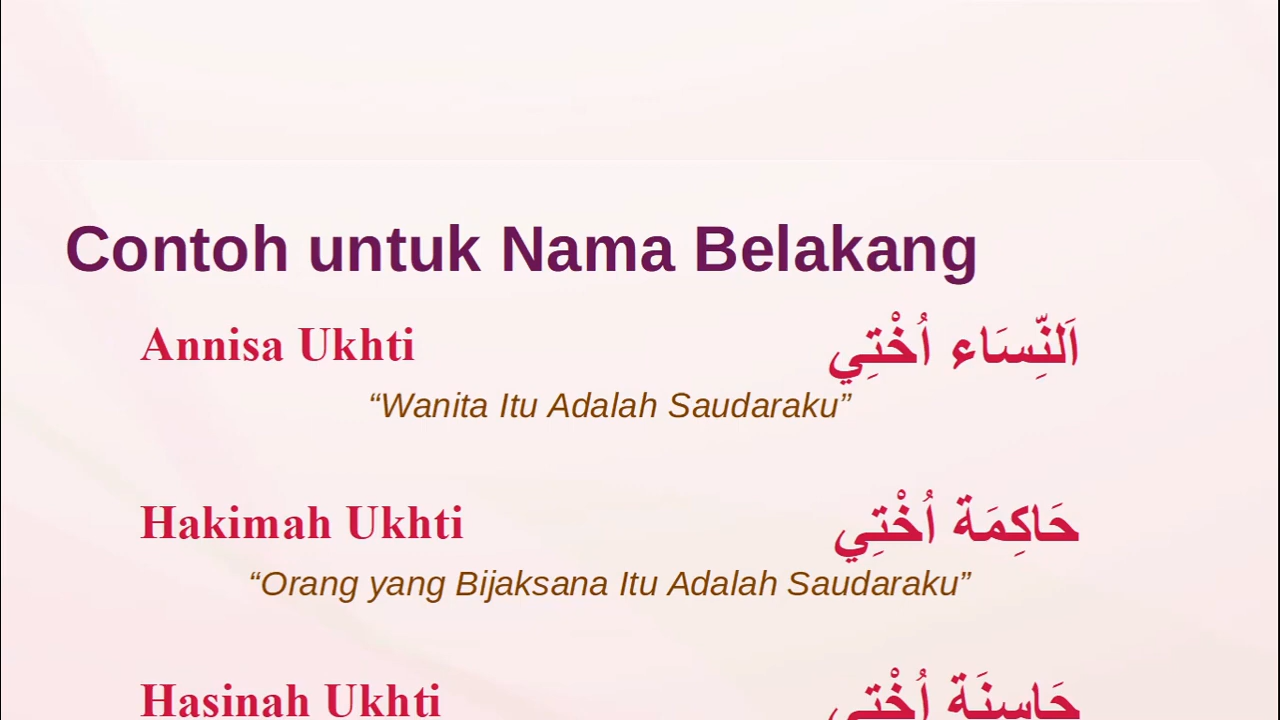 Contoh untuk Nama Belakang
Annisa Ukhti اَلنِّسَاء اُخْتِي
“Wanita Itu Adalah Saudaraku”
Hakimah Ukhti حَاكِمَة اُخْتِي
“Orang yang Bijaksana Itu Adalah Saudaraku”
Hasinah Ukhti حَاسِنَة اُخْتِي